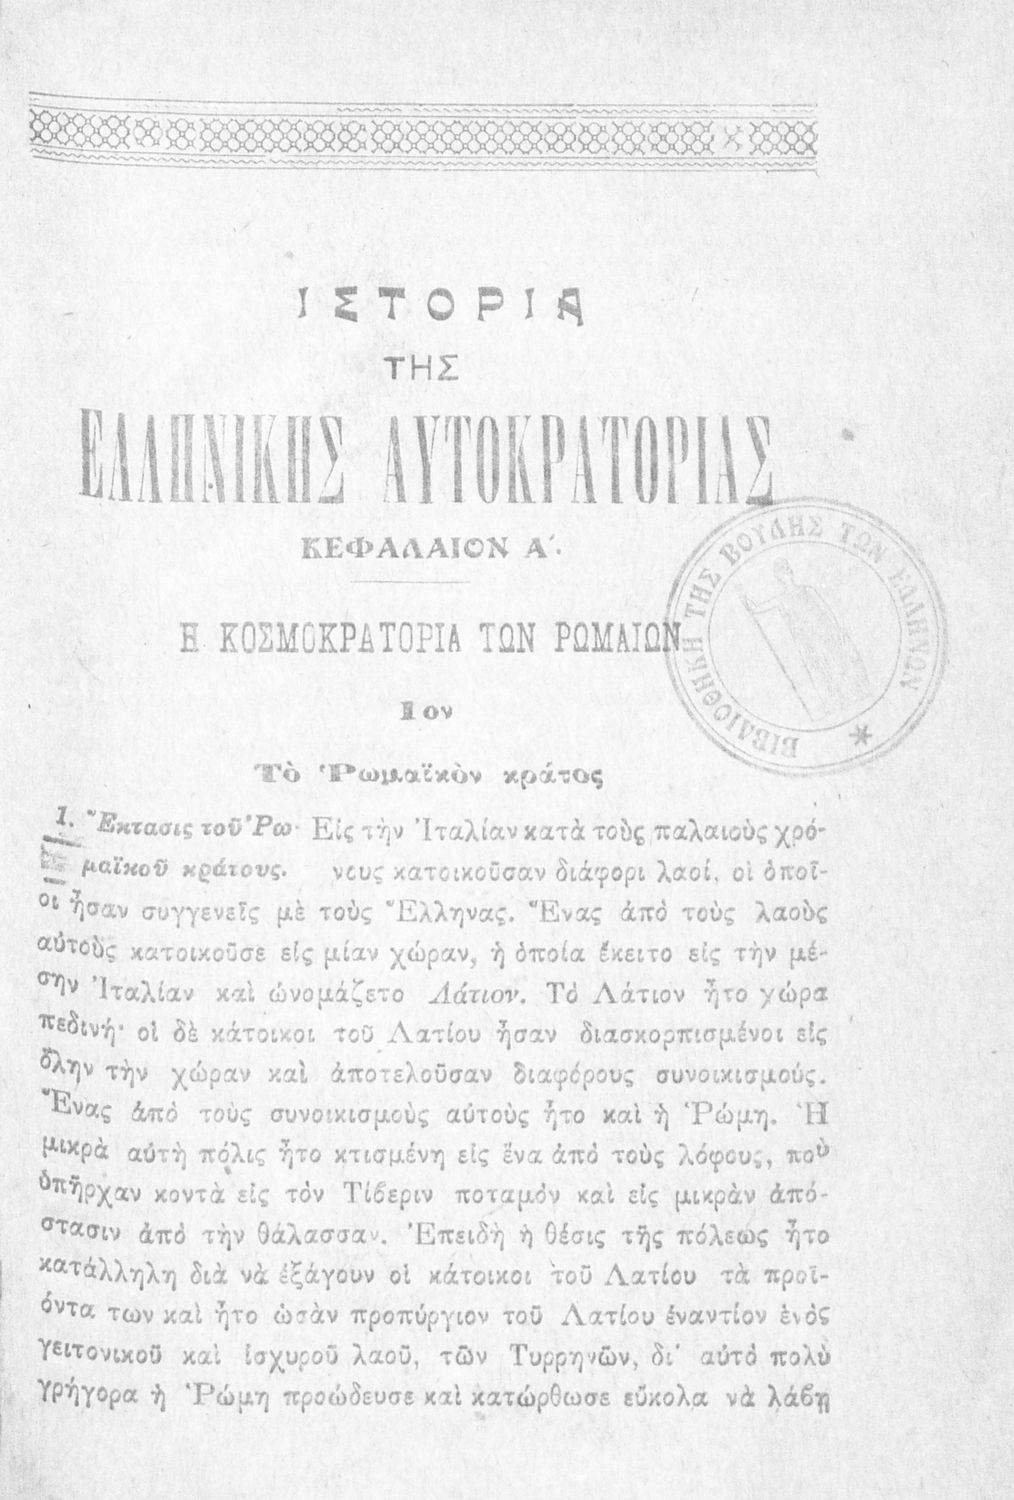 ΙΣΤΟΡΙΑ
ΤΗΣ
ΕΛΛΗΝΙΚΗΣ ΑΥΤΟΚΡΑΤΟΡΙΑΣ
ΚΕΦΑΛΑΙΟΝ Α΄.
Η ΚΟΣΜΟΚΡΑΤΟΡΙΑ ΤΩΝ ΡΩΜΑΙΩΝ
ΒΙΒΛΙΟΘΗΚΗ ΤΗΣ ΒΟΥΛΗΣ ΤΩΝ ΕΛΛΗΝΩΝ
1ον
Τὸ Ῥωμαϊκὸν κράτος
1. Ἔκτασις τοῦ Ῥω- Εἰς τὴν Ἰταλίαν κατὰ τοὺς παλαιοὺς χρό-
μαϊκοῦ κράτους. νους κατοικοῦσαν διάφοροι λαοί, οἱ ὁποῖ-
οι ἦσαν συγγενεῖς μὲ τοὺς Ἕλληνας. Ἕνας ἀπὸ τοὺς λαοὺς
αὐτοὺς κατοικοῦσε εἰς μίαν χώραν, ἡ ὁποία ἔκειτο εἰς τὴν μέ-
σην Ἰταλίαν καὶ ὠνομάζετο Λάτιον. Τὸ Λάτιον ἦτο χώρα
πεδινή· οἱ δὲ κάτοικοι τοῦ Λατίου ἦσαν διασκορπισμένοι εἰς
ὅλην τὴν χώραν καὶ ἀποτελοῦσαν διαφόρους συνοικισμούς.
Ἕνας ἀπὸ τοὺς συνοικισμοὺς αὐτοὺς ἦτο καὶ ἡ Ῥώμη. Ἡ
μικρὰ αὐτὴ πόλις ἦτο κτισμένη εἰς ἕνα ἀπὸ τοὺς λόφους, ποὺ
ὑπῆρχαν κοντὰ εἰς τὸν Τίβεριν ποταμὸν καὶ εἰς μικρὰν ἀπό-
στασιν ἀπὸ τὴν θάλασσαν. Ἐπειδὴ ἡ θέσις τῆς πόλεως ἦτο
κατάλληλη διὰ νὰ ἐξάγουν οἱ κάτοικοι τοῦ Λατίου τὰ προϊ-
όντα των καὶ ἦτο ὡσὰν προπύργιον τοῦ Λατίου ἐναντίον ἑνὸς
γειτονικοῦ καὶ ἰσχυροῦ λαοῦ, τῶν Τυρρηνῶν, δι᾽ αὐτὸ πολὺ
γρήγορα ἡ Ῥώμη προώδευσε καὶ κατώρθωσε εὔκολα νὰ λάβῃ